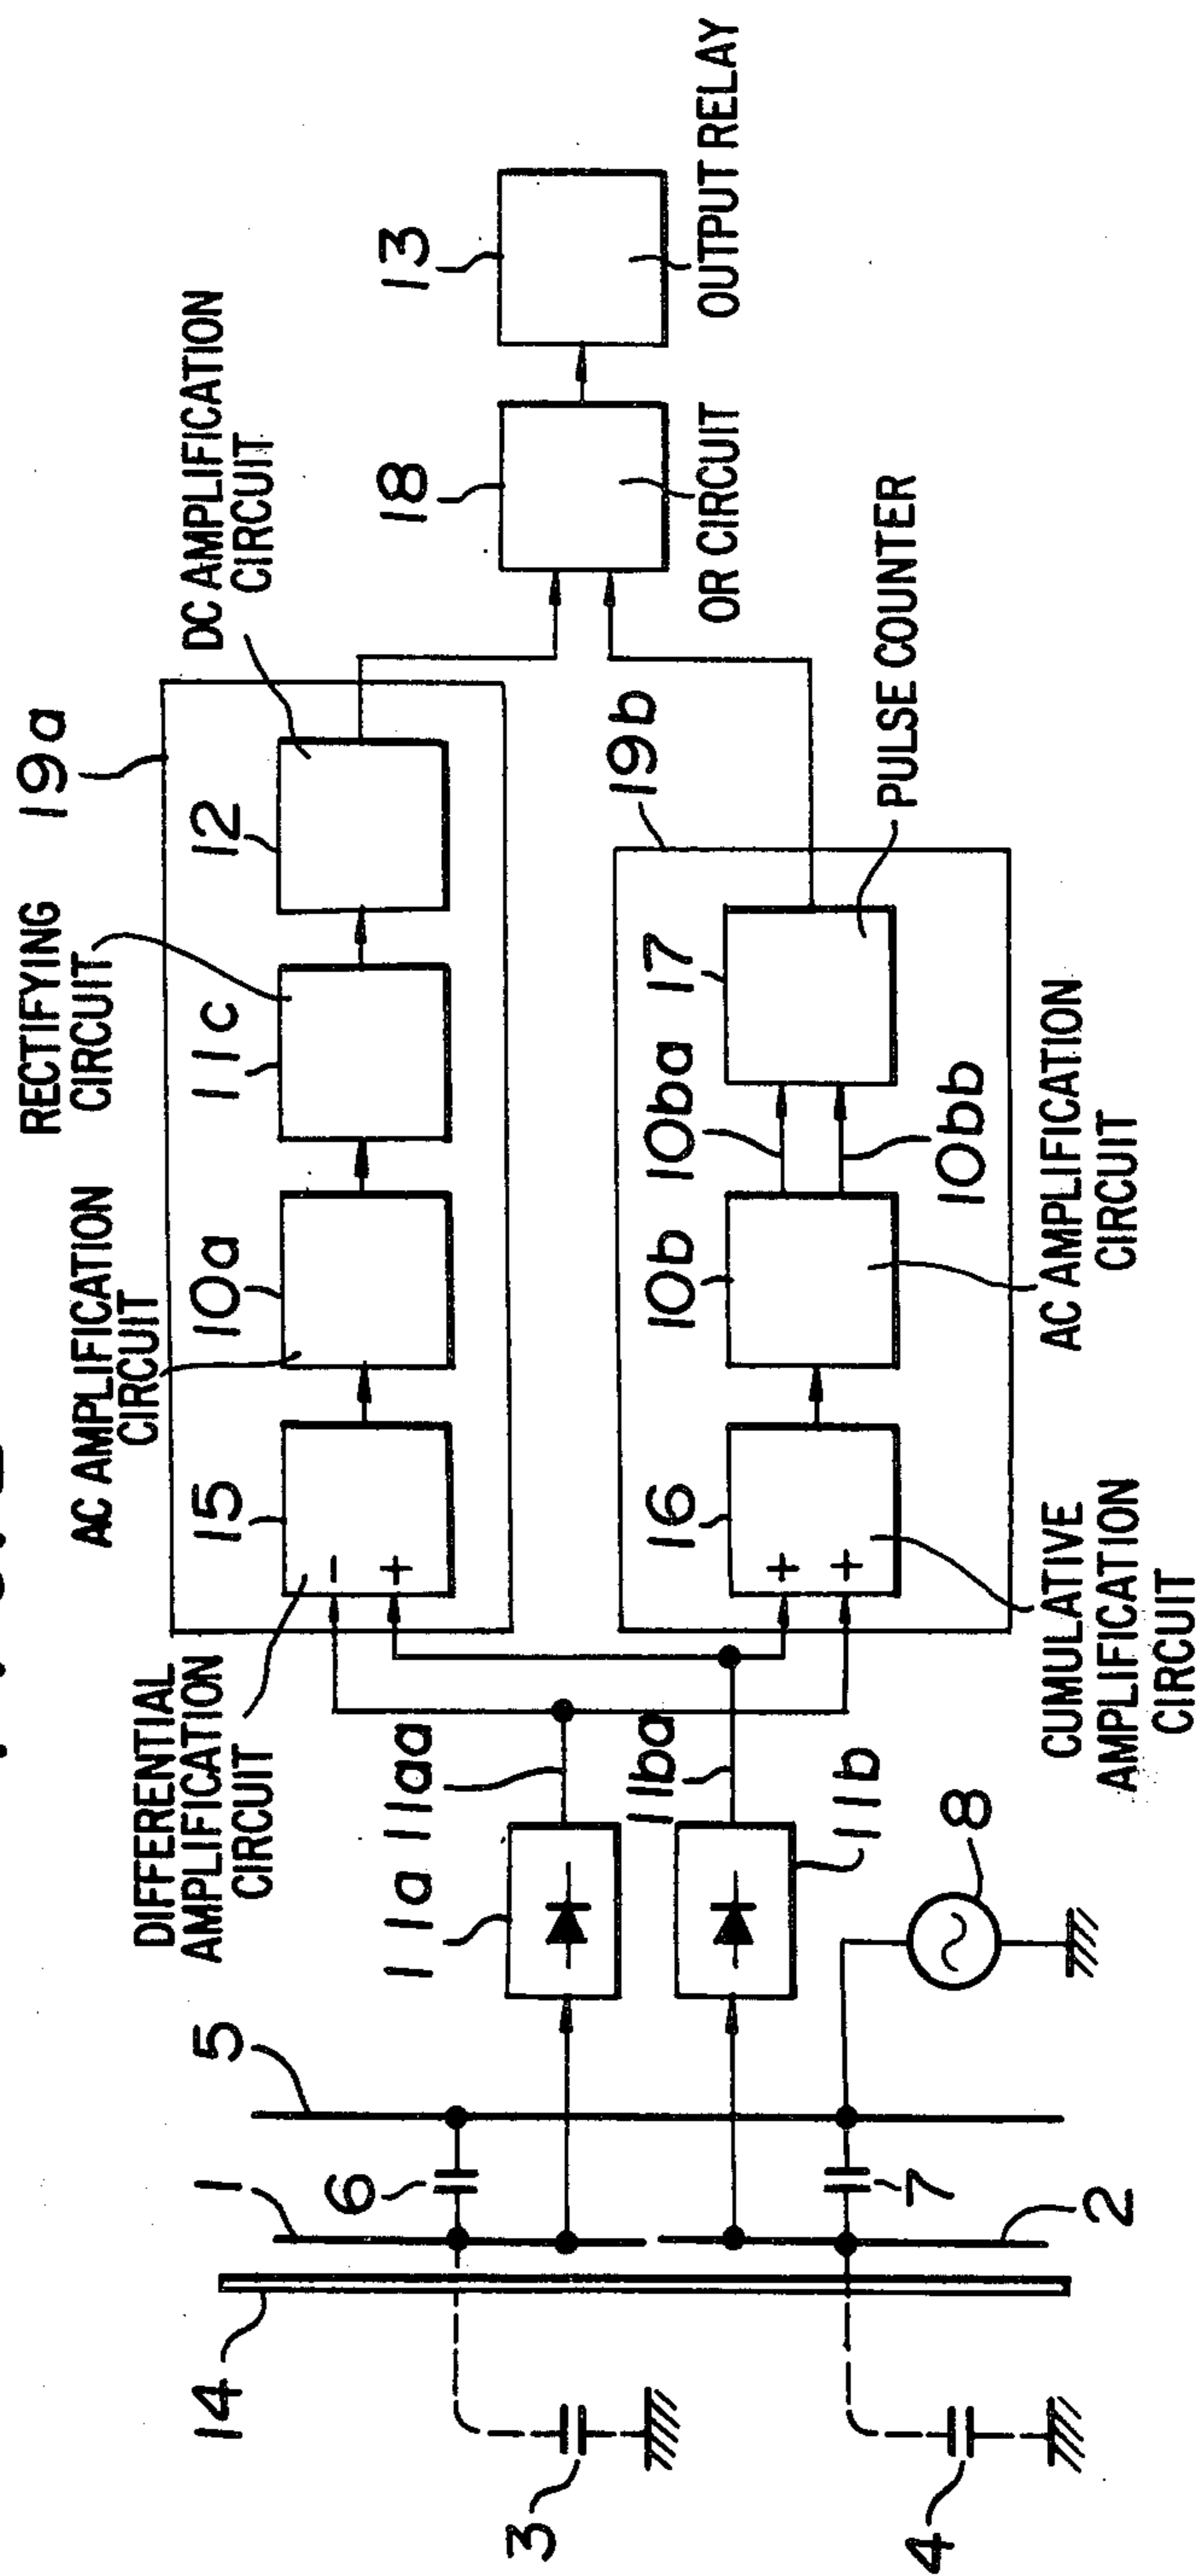 RECTIFYING
CIRCUIT
19a
AC AMPLIFICATION
CIRCUIT
DC AMPLIFICATION
CIRCUIT
DIFFERENTIAL
AMPLIFICATION
CIRCUIT
14
1
5
15
10a
11c
12
-
+
6
11a
11aa
18
13
3
11ba
16
10b
10ba
17
19b
OR CIRCUIT
OUTPUT RELAY
+
+
11b
7
4
2
8
10bb
PULSE COUNTER
CUMULATIVE
AMPLIFICATION
CIRCUIT
AC AMPLIFICATION
CIRCUIT